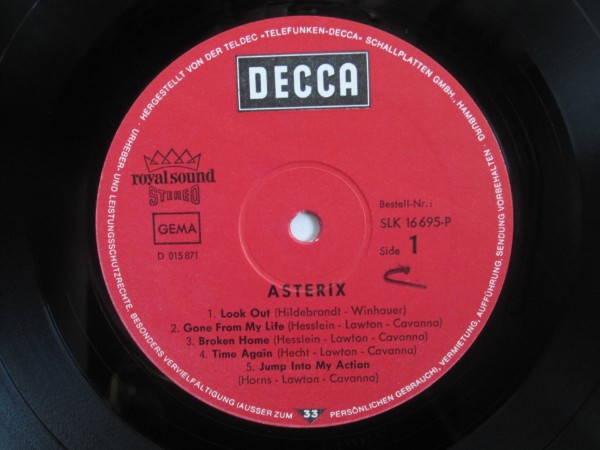 · HERGESTELLT VON DER TELDEC »TELEFUNKEN-DECCA« SCHALLPLATTEN GMBH., HAMBURG ·
URHEBER- UND LEISTUNGSSCHUTZRECHTE, BESONDERS VERVIELFÄLTIGUNG (AUSSER ZUM PERSÖNLICHEN GEBRAUCH), VERMIETUNG, AUFFÜHRUNG, SENDUNG VORBEHALTEN
DECCA
royal sound
STEREO
GEMA
D 015 871
Bestell-Nr.:
SLK 16 695-P
Side 1
ASTERIX
1. Look Out (Hildebrandt - Winhauer)
2. Gone From My Life (Hesslein - Lawton - Cavanna)
3. Broken Home (Hesslein - Lawton - Cavanna)
4. Time Again (Hecht - Lawton - Cavanna)
5. Jump Into My Action
(Horns - Lawton - Cavanna)
33